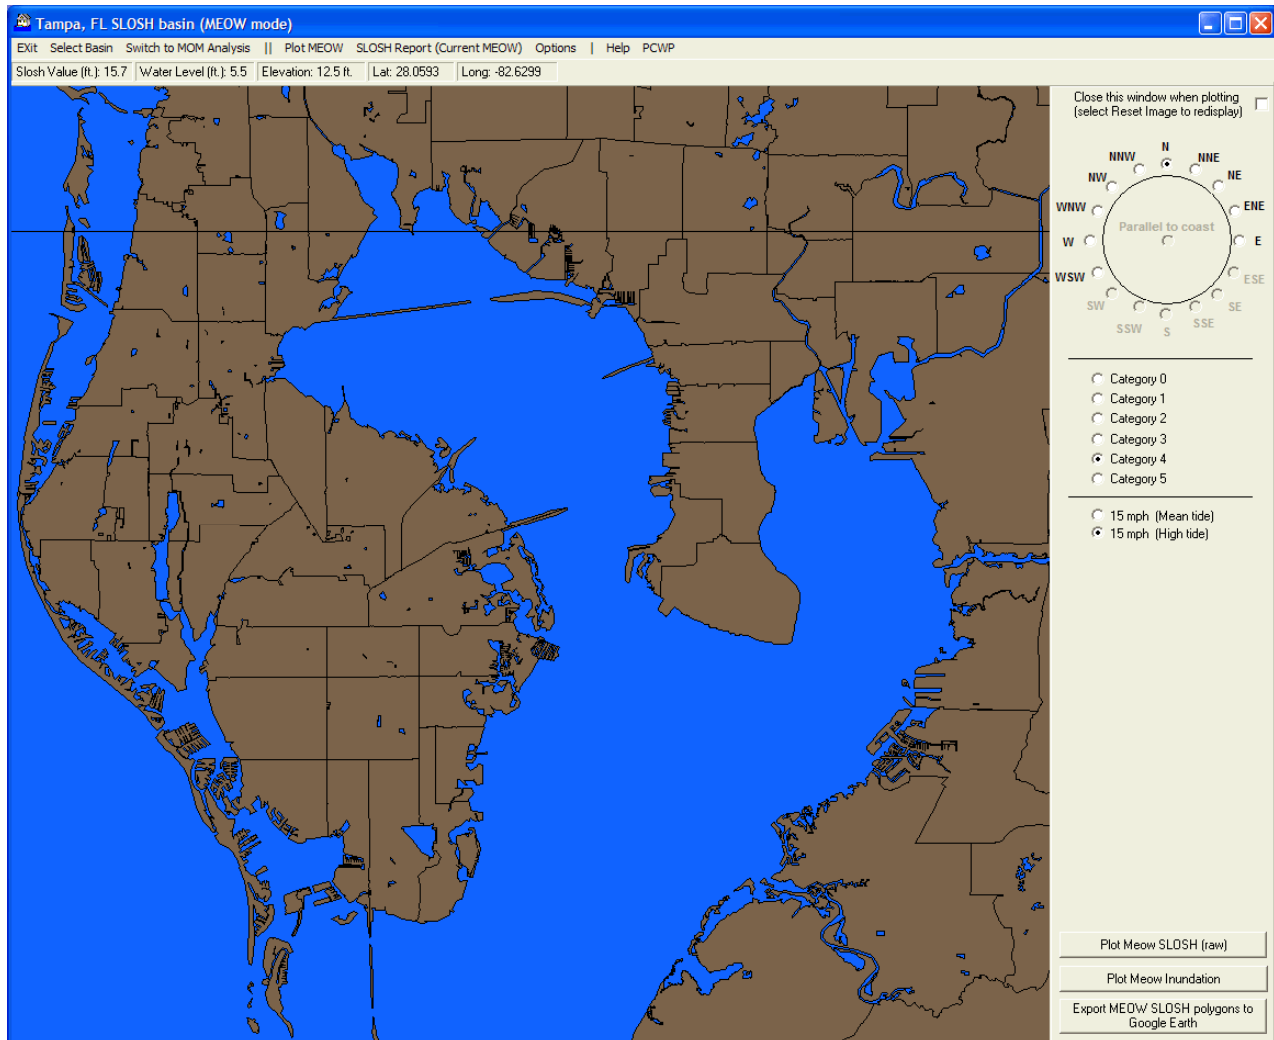 Tampa, FL SLOSH basin (MEOW mode)
EXit Select Basin Switch to MOM Analysis || Plot MEOW SLOSH Report (Current MEOW) Options | Help PCWP
Slosh Value (ft.): 15.7 Water Level (ft.): 5.5 Elevation: 12.5 ft. Lat: 28.0593 Long: -82.6299
Close this window when plotting
(select Reset Image to redisplay)
N
NNW NNE
NW NE
WNW ENE
Parallel to coast
W E
WSW ESE
SW SE
SSW S SSE
Category 0
Category 1
Category 2
Category 3
Category 4
Category 5
15 mph (Mean tide)
15 mph (High tide)
Plot Meow SLOSH (raw)
Plot Meow Inundation
Export MEOW SLOSH polygons to
Google Earth